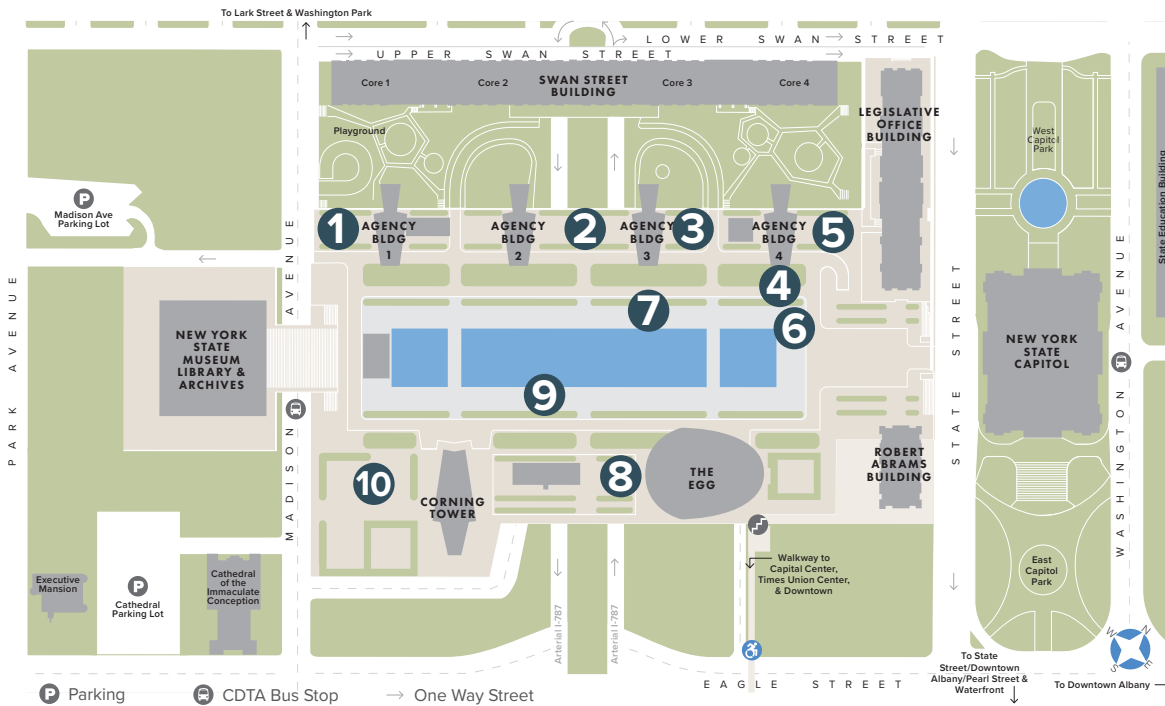 To Lark Street & Washington Park
LOWER SWAN STREET
UPPER SWAN STREET
Core 1
Core 2
SWAN STREET
BUILDING
Core 3
Core 4
LEGISLATIVE
OFFICE
BUILDING
Playground
West
Capitol
Park
State Education Building
P
Madison Ave
Parking Lot
1
AGENCY
BLDG
1
AGENCY
BLDG
2
2
AGENCY
BLDG
3
3
AGENCY
BLDG
4
5
4
7
6
PARK AVENUE
MADISON AVENUE
STATE STREET
WASHINGTON AVENUE
NEW YORK
STATE
MUSEUM
LIBRARY &
ARCHIVES
NEW YORK
STATE
CAPITOL
9
10
CORNING
TOWER
8
THE
EGG
ROBERT
ABRAMS
BUILDING
Walkway to
Capital Center,
Times Union Center,
& Downtown
East
Capitol
Park
Executive
Mansion
P
Cathedral
Parking Lot
Cathedral
of the
Immaculate
Conception
Arterial I-787
Arterial I-787
W
N
S
E
To State
Street/Downtown
Albany/Pearl Street &
Waterfront
To Downtown Albany
EAGLE STREET
P Parking
CDTA Bus Stop
One Way Street